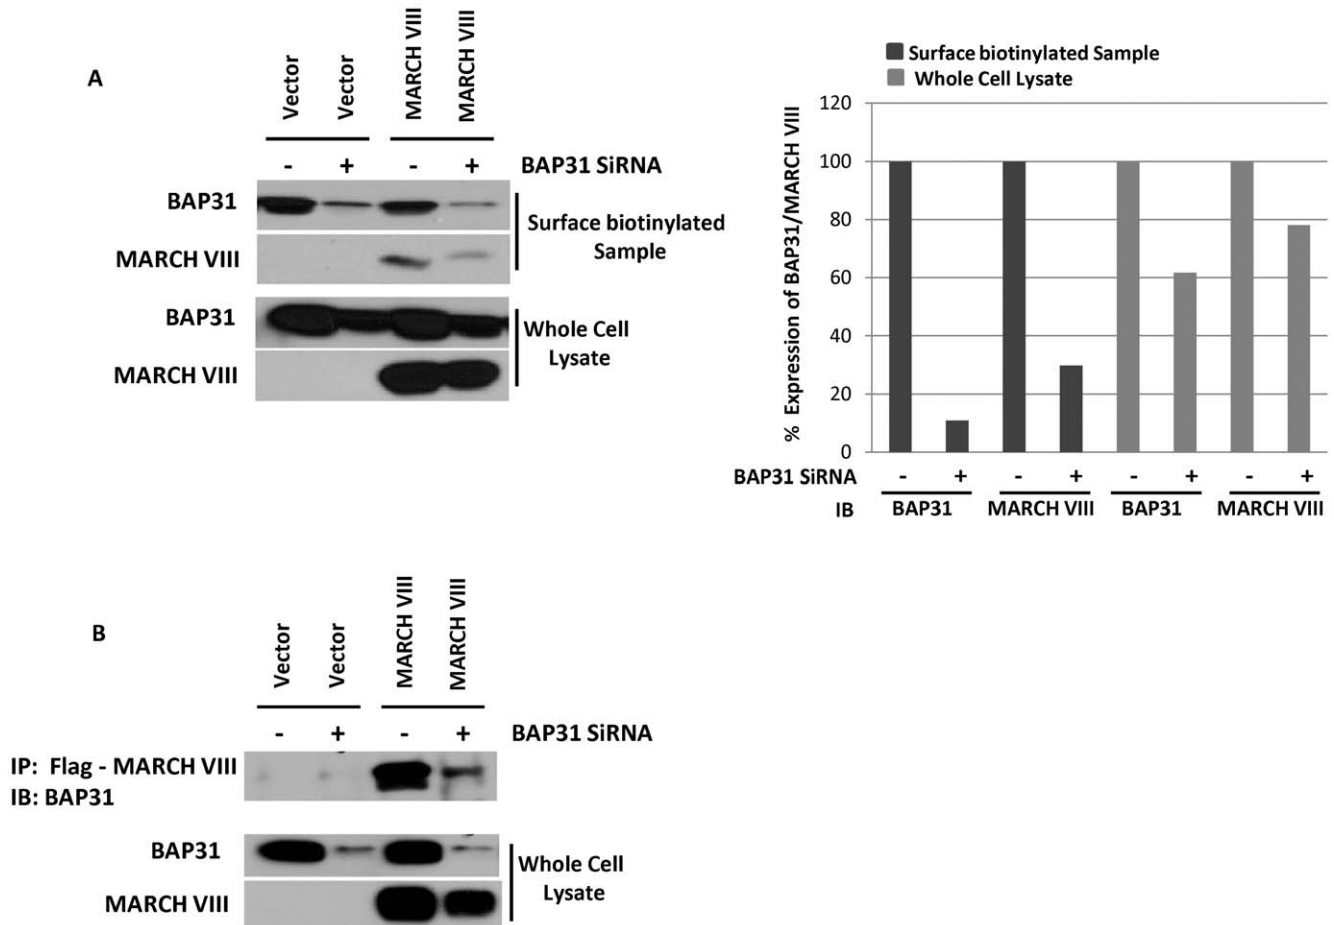 A
Vector
Vector
MARCH VIII
MARCH VIII
- + - + BAP31 SiRNA
BAP31
MARCH VIII
Surface biotinylated
Sample
BAP31
MARCH VIII
Whole Cell
Lysate
Surface biotinylated Sample
Whole Cell Lysate
% Expression of BAP31/MARCH VIII
120
100
80
60
40
20
0
BAP31 SiRNA - + - + - + - +
IB BAP31 MARCH VIII BAP31 MARCH VIII
B
Vector
Vector
MARCH VIII
MARCH VIII
- + - + BAP31 SiRNA
IP: Flag - MARCH VIII
IB: BAP31
BAP31
MARCH VIII
Whole Cell
Lysate